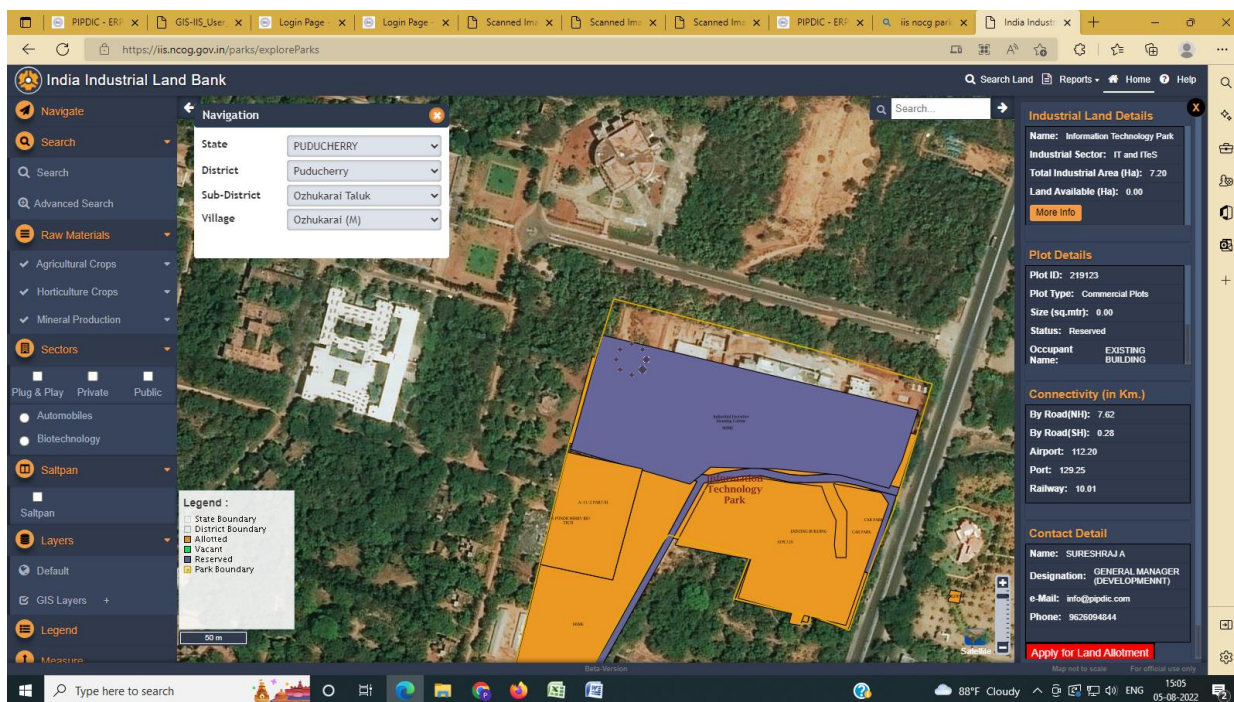 PIPDIC - ERP
GIS-IIS_User_
Login Page -
Login Page -
Scanned Ima
Scanned Ima
Scanned Ima
PIPDIC - ERP
iis nocg park
India Industr
https://iis.ncog.gov.in/parks/exploreParks
India Industrial Land Bank
Search Land Reports Home Help
Navigate
Search
Search
Advanced Search
Raw Materials
Agricultural Crops
Horticulture Crops
Mineral Production
Sectors
Plug & Play Private Public
Automobiles
Biotechnology
Saltpan
Saltpan
Layers
Default
GIS Layers +
Legend
Measure
Navigation
State PUDUCHERRY
District Puducherry
Sub-District Ozhukarai Taluk
Village Ozhukarai (M)
Search...
Information
Technology
Park
EXISTING BUILDING
CAR PARK
CAR PARK
Legend :
State Boundary
District Boundary
Allotted
Vacant
Reserved
Park Boundary
50 m
Satellite
Beta-Version
Industrial Land Details
X
Name: Information Technology Park
Industrial Sector: IT and ITeS
Total Industrial Area (Ha): 7.20
Land Available (Ha): 0.00
More Info
Plot Details
Plot ID: 219123
Plot Type: Commercial Plots
Size (sq.mtr): 0.00
Status: Reserved
Occupant Name: EXISTING BUILDING
Connectivity (in Km.)
By Road(NH): 7.62
By Road(SH): 0.28
Airport: 112.20
Port: 129.25
Railway: 10.01
Contact Detail
Name: SURESHRAJ A
Designation: GENERAL MANAGER (DEVELOPMENNT)
e-Mail: info@pipdic.com
Phone: 9626094844
Apply for Land Allotment
Map not to scale For official use only
Type here to search
88°F Cloudy
ENG
15:05
05-08-2022
2